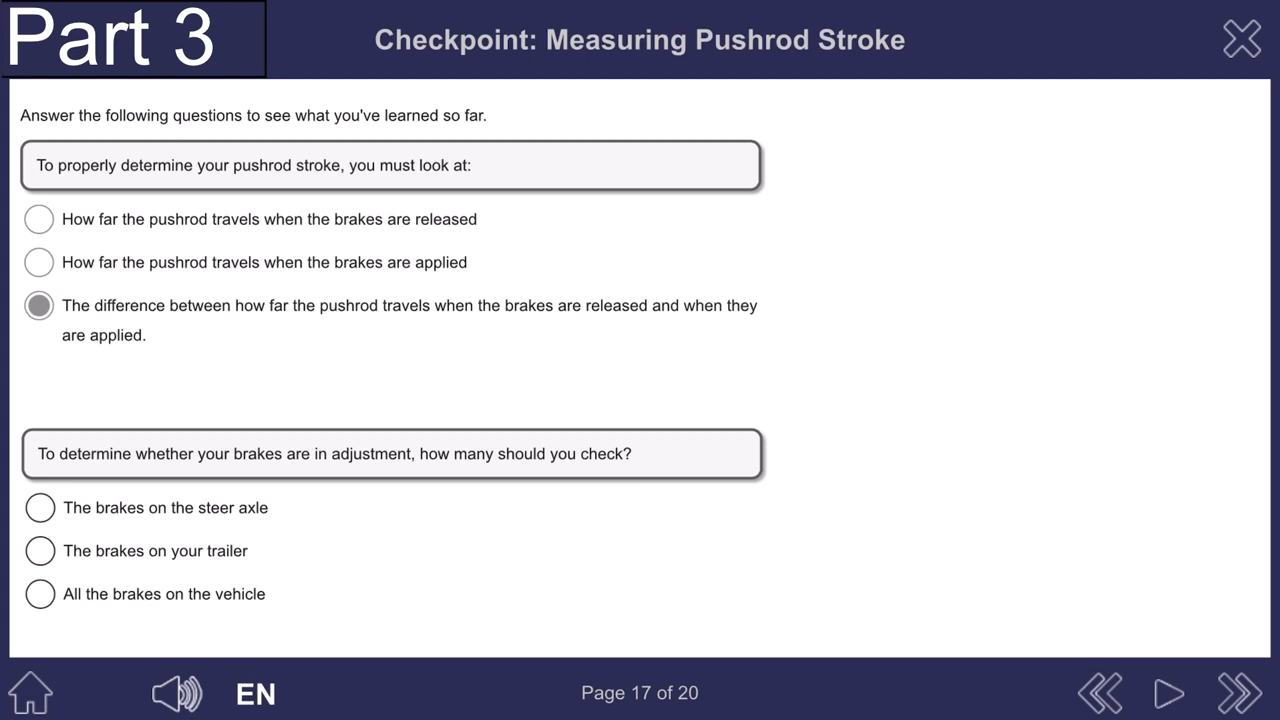 Part 3
Checkpoint: Measuring Pushrod Stroke
Answer the following questions to see what you've learned so far.
To properly determine your pushrod stroke, you must look at:
How far the pushrod travels when the brakes are released
How far the pushrod travels when the brakes are applied
The difference between how far the pushrod travels when the brakes are released and when they
are applied.
To determine whether your brakes are in adjustment, how many should you check?
The brakes on the steer axle
The brakes on your trailer
All the brakes on the vehicle
EN
Page 17 of 20